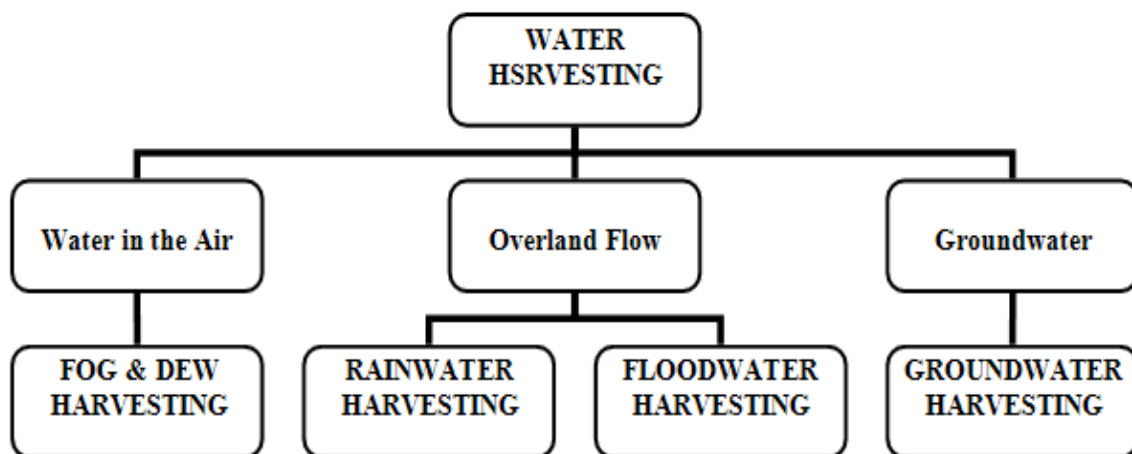 WATER
HSRVESTING
Water in the Air
Overland Flow
Groundwater
FOG & DEW
HARVESTING
RAINWATER
HARVESTING
FLOODWATER
HARVESTING
GROUNDWATER
HARVESTING